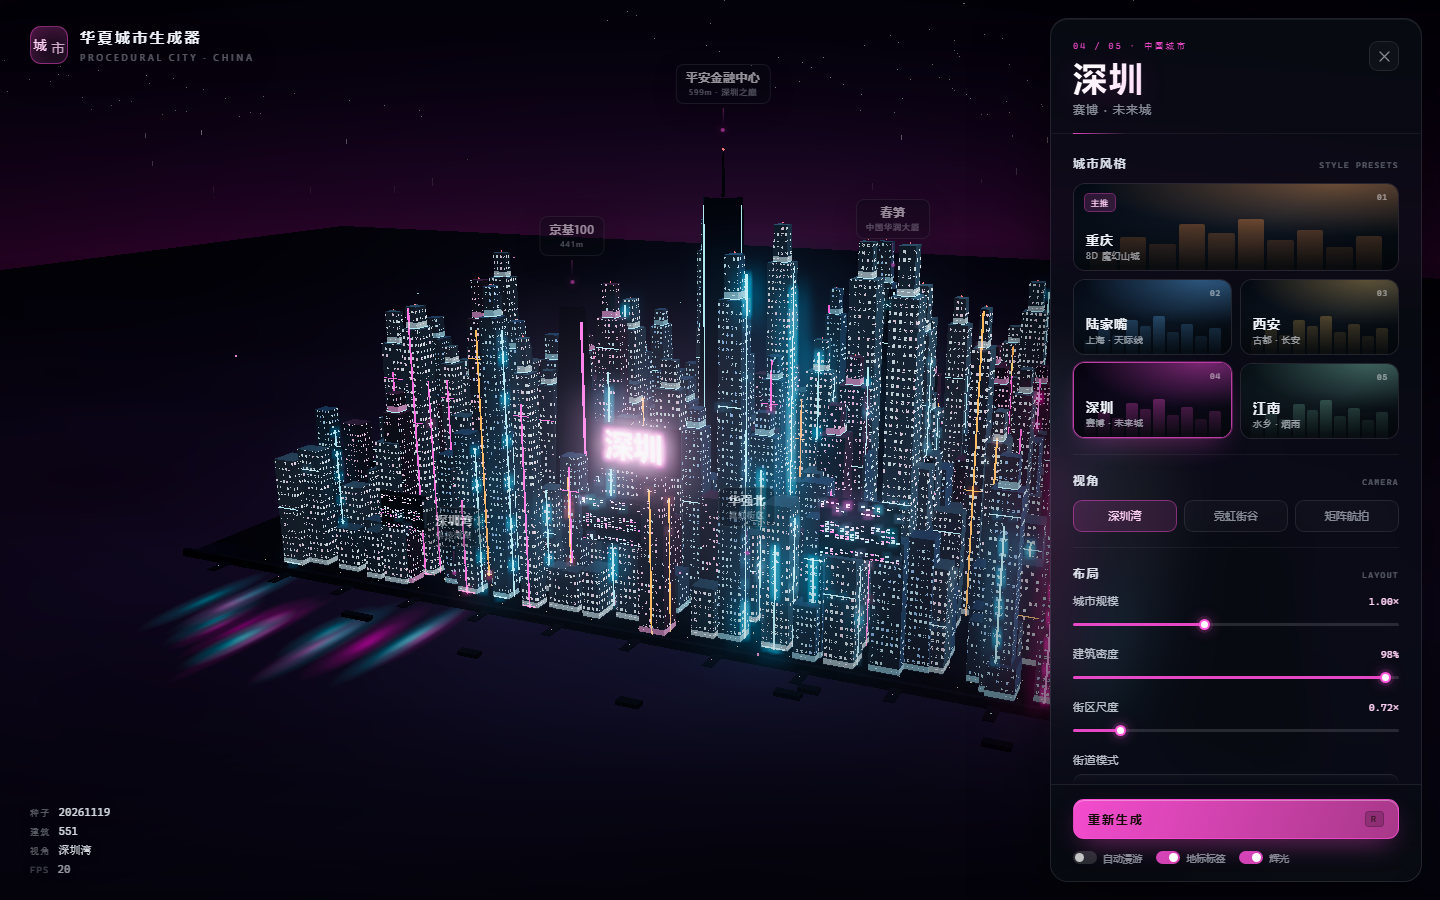 城市
华夏城市生成器
PROCEDURAL CITY · CHINA
平安金融中心
599m · 深圳之巅
京基100
441m
春笋
中国华润大厦
深圳
华强北
深圳湾
种子 20261119
建筑 551
视角 深圳湾
FPS 20
04 / 05 · 中国城市
深圳
赛博 · 未来城
城市风格 STYLE PRESETS
主推 01
重庆
8D 魔幻山城
02
陆家嘴
上海 · 天际线
03
西安
古都 · 长安
04
深圳
赛博 · 未来城
05
江南
水乡 · 烟雨
视角 CAMERA
深圳湾 霓虹街谷 矩阵航拍
布局 LAYOUT
城市规模 1.00×
建筑密度 98%
街区尺度 0.72×
街道模式
重新生成 R
自动漫游 地标标签 辉光